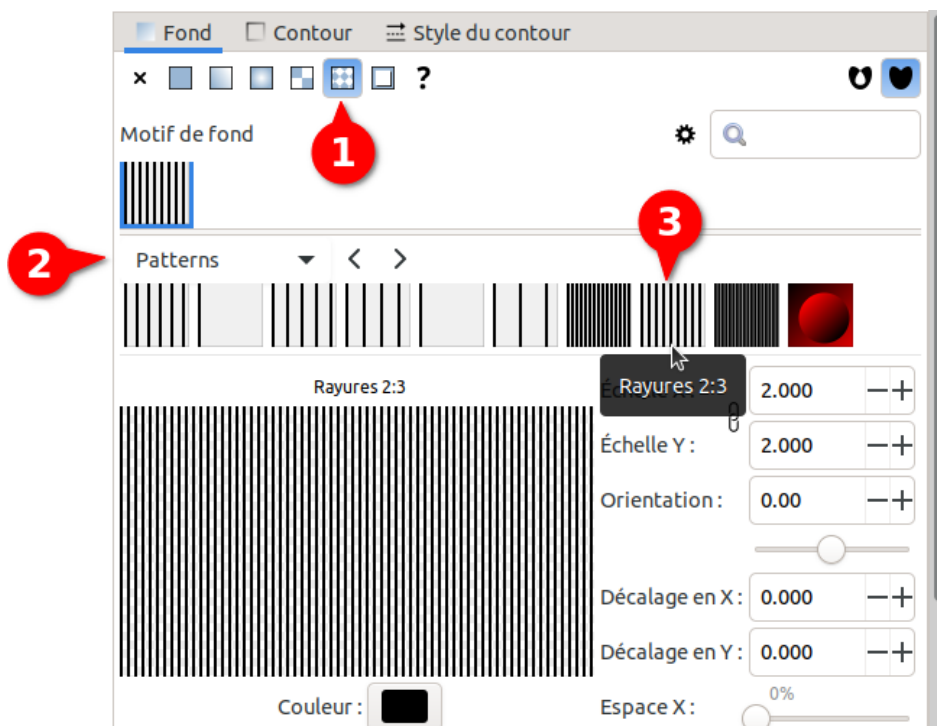 Fond Contour Style du contour
× ?
1
Motif de fond
2 Patterns < >
3
Rayures 2:3
Rayures 2:3
2.000 −+
Échelle Y : 2.000 −+
Orientation : 0.00 −+
Décalage en X : 0.000 −+
Décalage en Y : 0.000 −+
Couleur :
Espace X : 0%